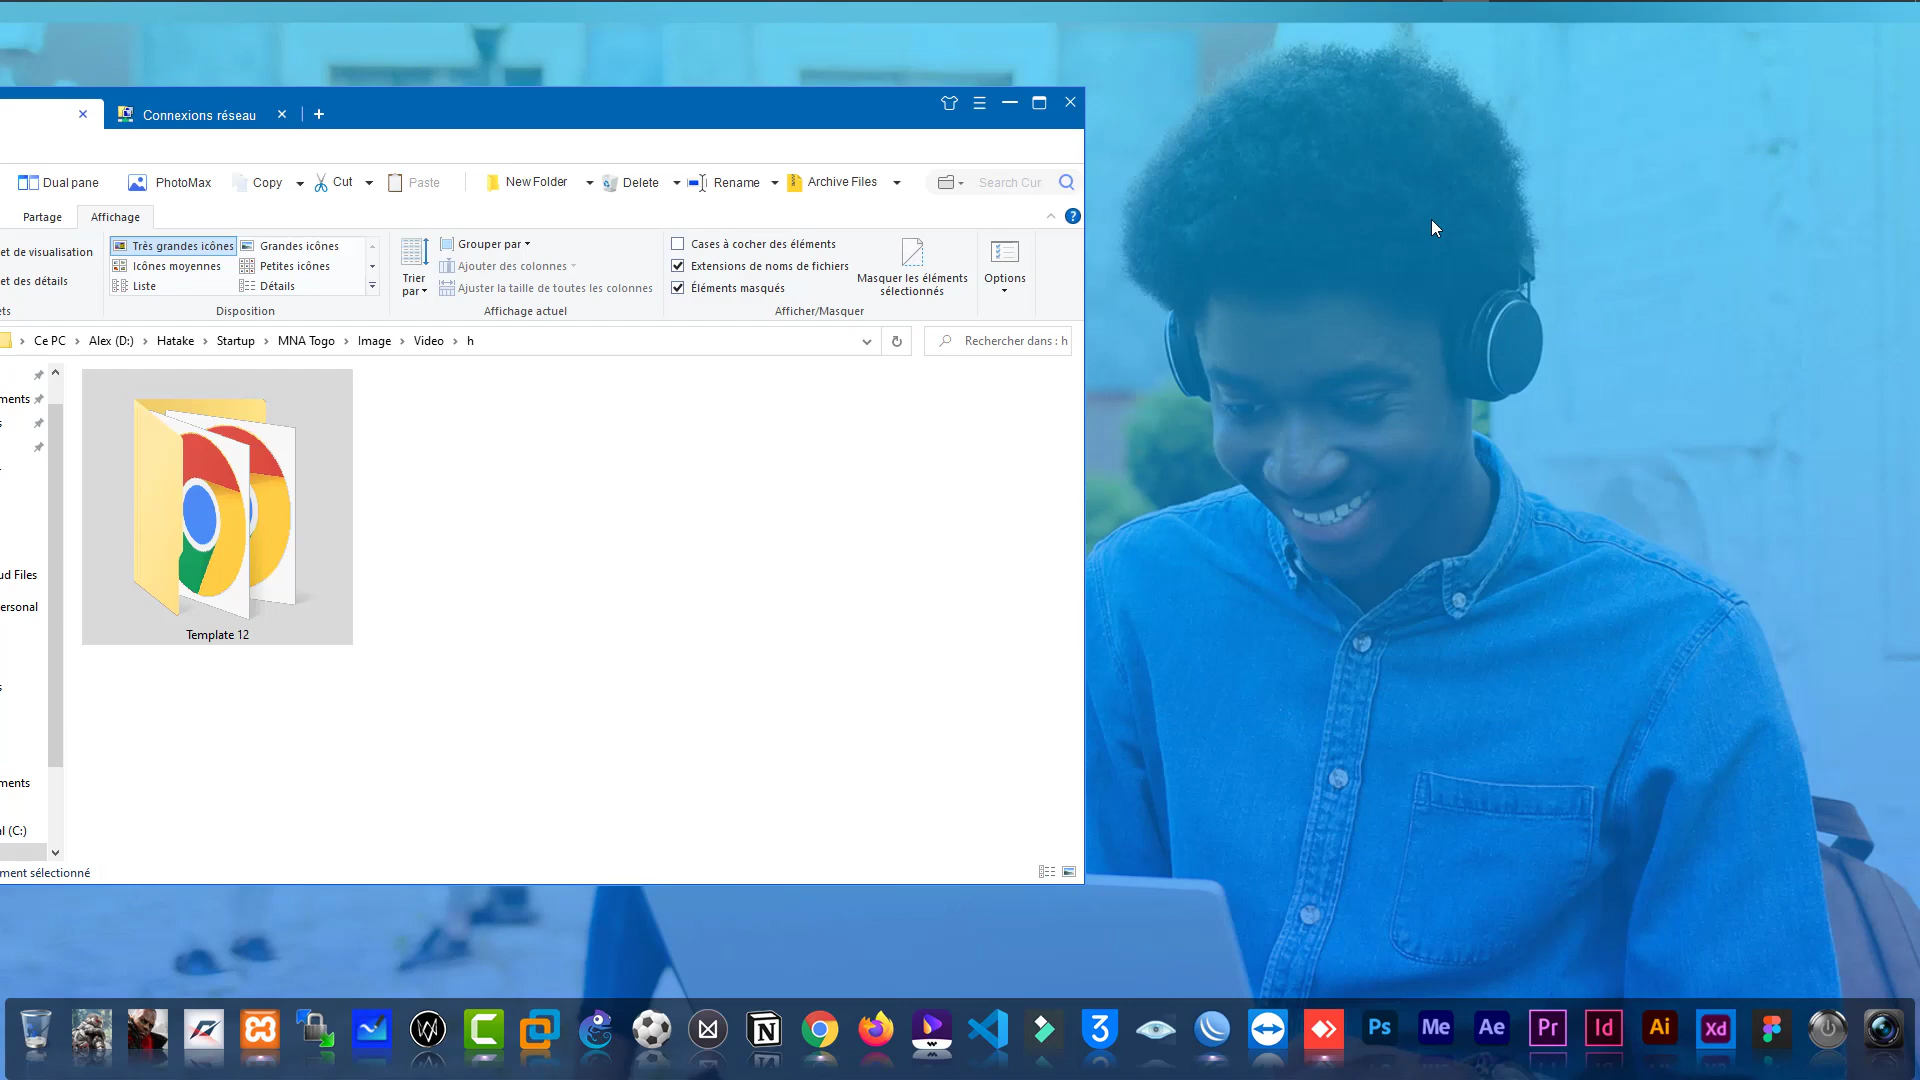 Connexions réseau
Dual pane PhotoMax Copy Cut Paste New Folder Delete Rename Archive Files Search Cur
Partage Affichage
et de visualisation
et des détails
ets
Très grandes icônes Grandes icônes
Icônes moyennes Petites icônes
Liste Détails
Disposition
Trier
par
Grouper par
Ajouter des colonnes
Ajuster la taille de toutes les colonnes
Affichage actuel
Cases à cocher des éléments
Extensions de noms de fichiers
Éléments masqués
Masquer les éléments
sélectionnés
Afficher/Masquer
Options
Ce PC > Alex (D:) > Hatake > Startup > MNA Togo > Image > Video > h
Rechercher dans : h
ments
s
ud Files
ersonal
s
ments
l (C:)
Template 12
ment sélectionné
Ps Me Ae Pr Id Ai Xd